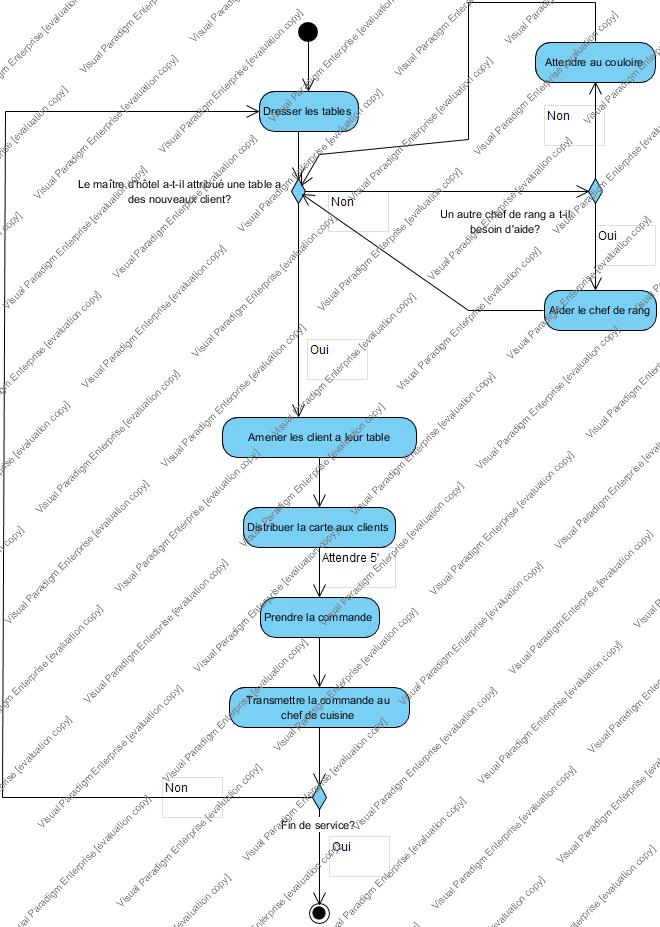 Attendre au couloire
Dresser les tables
Non
Le maître d'hôtel a-t-il attribué une table a
des nouveaux client?
Non
Un autre chef de rang a t-il
besoin d'aide?
Oui
Aider le chef de rang
Oui
Amener les client a leur table
Distribuer la carte aux clients
Attendre 5'
Prendre la commande
Transmettre la commande au
chef de cuisine
Non
Fin de service?
Oui
Visual Paradigm Enterprise [evaluation copy]